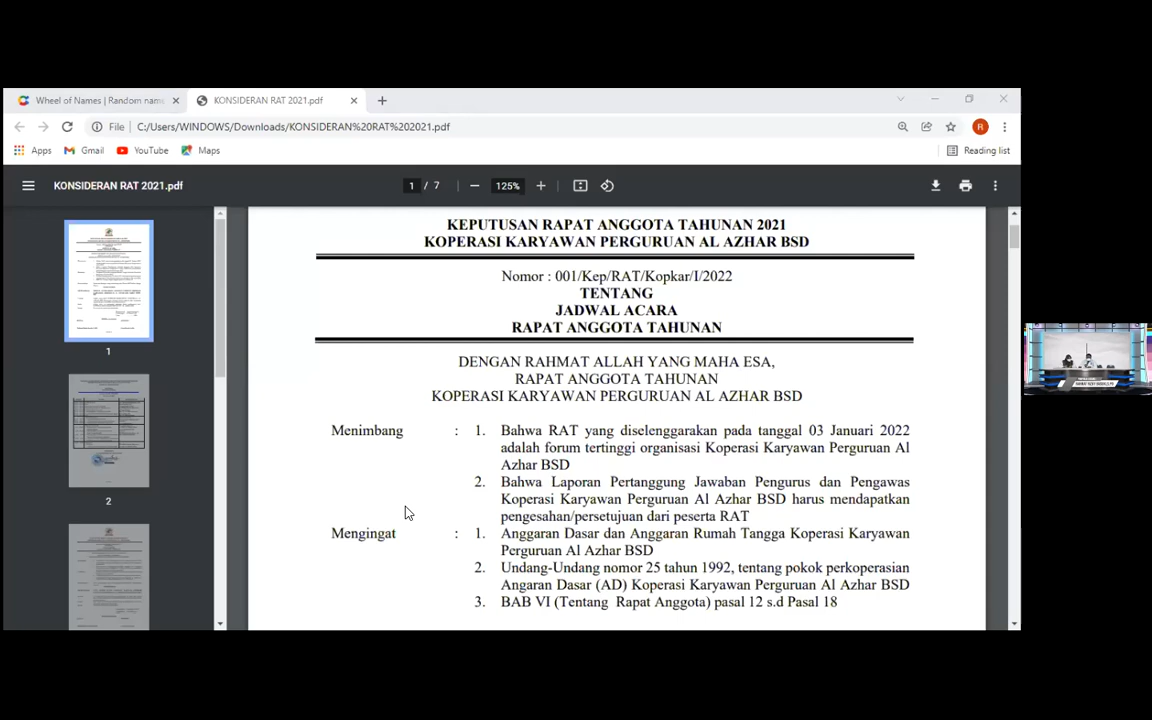 Wheel of Names | Random name
KONSIDERAN RAT 2021.pdf
File
C:/Users/WINDOWS/Downloads/KONSIDERAN%20RAT%202021.pdf
R
Apps
Gmail
YouTube
Maps
Reading list
KONSIDERAN RAT 2021.pdf
1 / 7
125%
1
2
KEPUTUSAN RAPAT ANGGOTA TAHUNAN 2021
KOPERASI KARYAWAN PERGURUAN AL AZHAR BSD
Nomor : 001/Kep/RAT/Kopkar/I/2022
TENTANG
JADWAL ACARA
RAPAT ANGGOTA TAHUNAN
DENGAN RAHMAT ALLAH YANG MAHA ESA,
RAPAT ANGGOTA TAHUNAN
KOPERASI KARYAWAN PERGURUAN AL AZHAR BSD
Menimbang : 1. Bahwa RAT yang diselenggarakan pada tanggal 03 Januari 2022
adalah forum tertinggi organisasi Koperasi Karyawan Perguruan Al
Azhar BSD
2. Bahwa Laporan Pertanggung Jawaban Pengurus dan Pengawas
Koperasi Karyawan Perguruan Al Azhar BSD harus mendapatkan
pengesahan/persetujuan dari peserta RAT
Mengingat : 1. Anggaran Dasar dan Anggaran Rumah Tangga Koperasi Karyawan
Perguruan Al Azhar BSD
2. Undang-Undang nomor 25 tahun 1992, tentang pokok perkoperasian
Angaran Dasar (AD) Koperasi Karyawan Perguruan Al Azhar BSD
3. BAB VI (Tentang Rapat Anggota) pasal 12 s.d Pasal 18